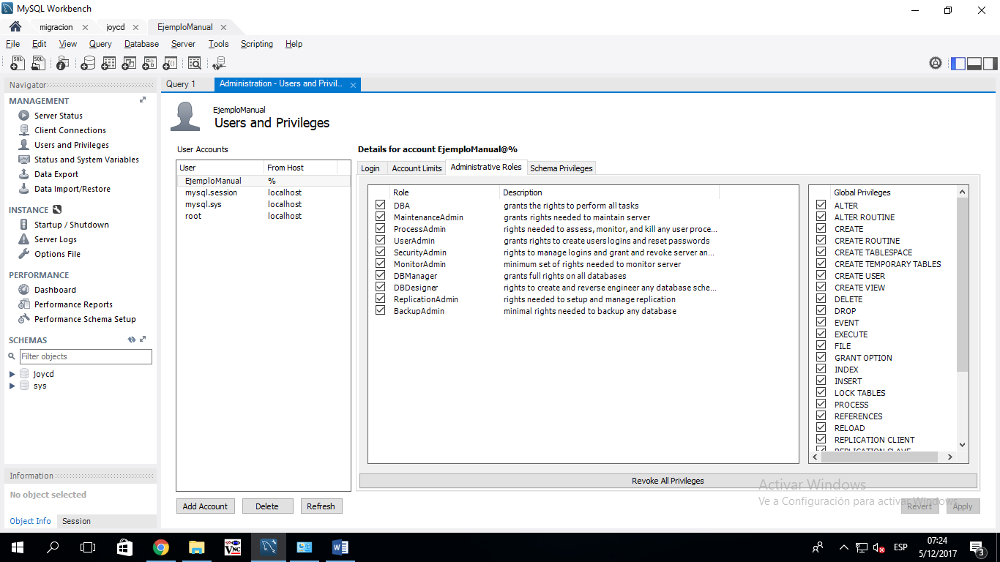 MySQL Workbench
migracion
joycd
EjemploManual
File Edit View Query Database Server Tools Scripting Help
SQL SQL
Navigator
MANAGEMENT
Server Status
Client Connections
Users and Privileges
Status and System Variables
Data Export
Data Import/Restore
INSTANCE
Startup / Shutdown
Server Logs
Options File
PERFORMANCE
Dashboard
Performance Reports
Performance Schema Setup
SCHEMAS
Filter objects
joycd
sys
Information
No object selected
Object Info Session
Query 1
Administration - Users and Privil...
EjemploManual
Users and Privileges
User Accounts
User From Host
EjemploManual %
mysql.session localhost
mysql.sys localhost
root localhost
Add Account Delete Refresh
Details for account EjemploManual@%
Login Account Limits Administrative Roles Schema Privileges
Role Description
DBA grants the rights to perform all tasks
MaintenanceAdmin grants rights needed to maintain server
ProcessAdmin rights needed to assess, monitor, and kill any user proce...
UserAdmin grants rights to create users logins and reset passwords
SecurityAdmin rights to manage logins and grant and revoke server an...
MonitorAdmin minimum set of rights needed to monitor server
DBManager grants full rights on all databases
DBDesigner rights to create and reverse engineer any database sche...
ReplicationAdmin rights needed to setup and manage replication
BackupAdmin minimal rights needed to backup any database
Global Privileges
ALTER
ALTER ROUTINE
CREATE
CREATE ROUTINE
CREATE TABLESPACE
CREATE TEMPORARY TABLES
CREATE USER
CREATE VIEW
DELETE
DROP
EVENT
EXECUTE
FILE
GRANT OPTION
INDEX
INSERT
LOCK TABLES
PROCESS
REFERENCES
RELOAD
REPLICATION CLIENT
REPLICATION SLAVE
Revoke All Privileges
Activar Windows
Ve a Configuración para activar Windows.
Revert Apply
VNC
ESP
07:24
5/12/2017
3